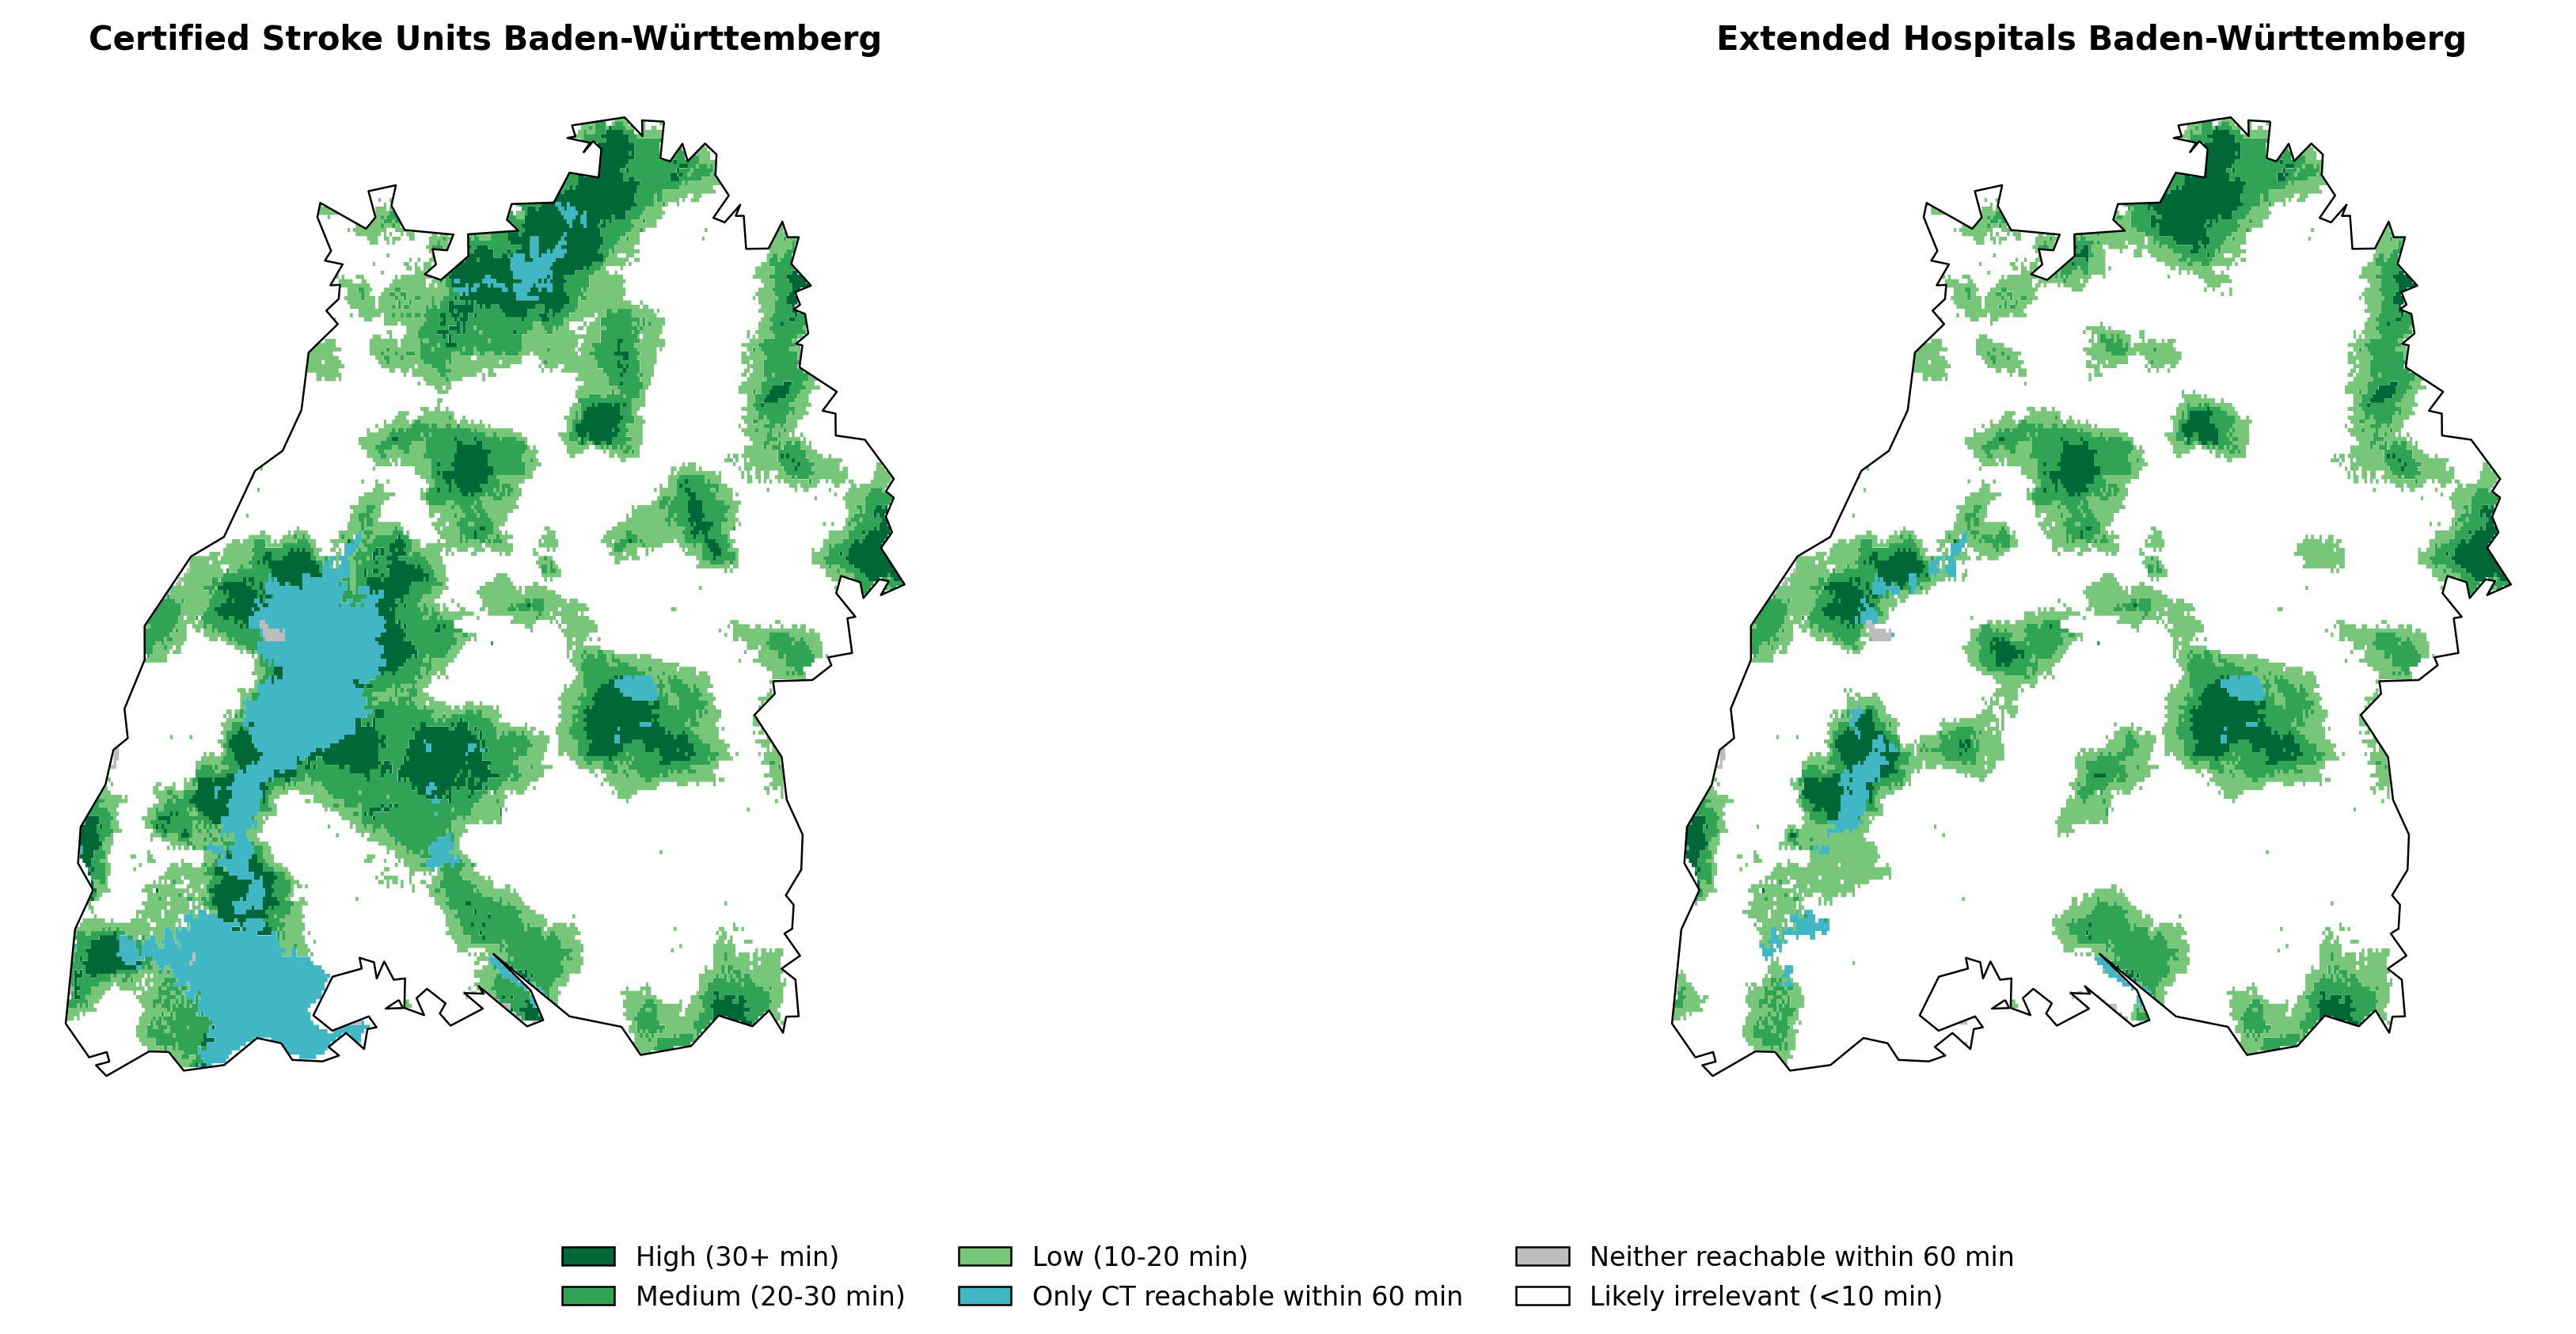 Certified Stroke Units Baden-Württemberg
Extended Hospitals Baden-Württemberg
High (30+ min)
Medium (20-30 min)
Low (10-20 min)
Only CT reachable within 60 min
Neither reachable within 60 min
Likely irrelevant (<10 min)